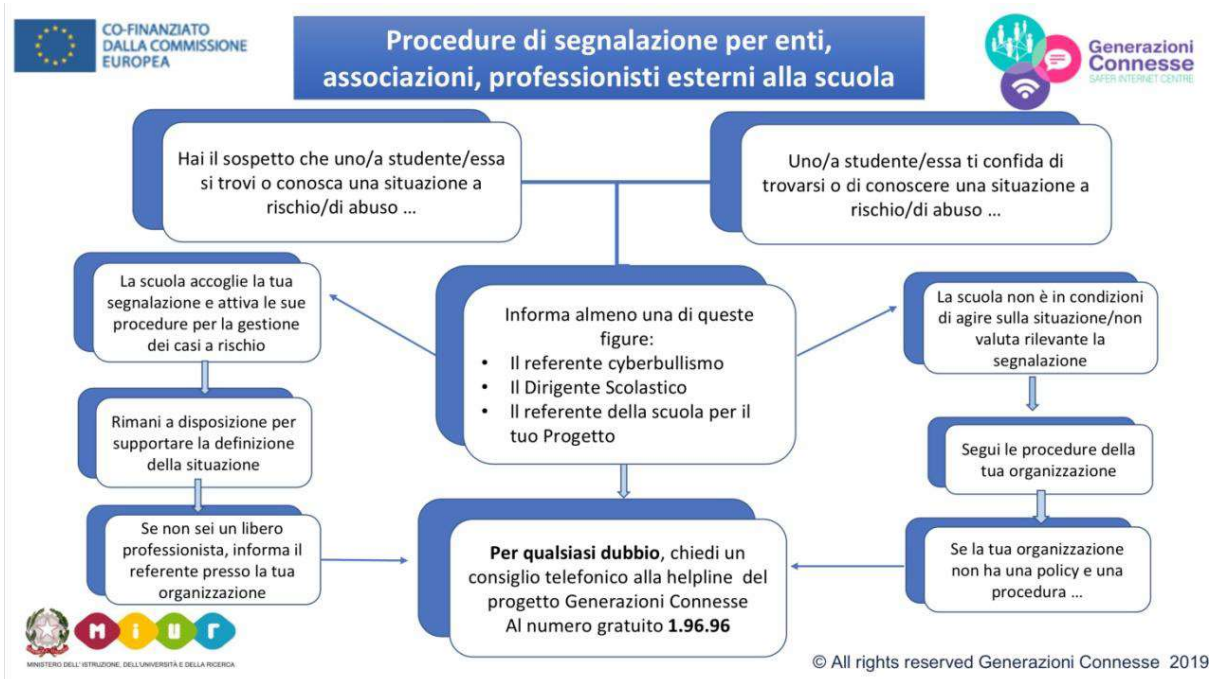 CO-FINANZIATO
DALLA COMMISSIONE
EUROPEA
Procedure di segnalazione per enti,
associazioni, professionisti esterni alla scuola
Generazioni
Connesse
SAFER INTERNET CENTRE
Hai il sospetto che uno/a studente/essa
si trovi o conosca una situazione a
rischio/di abuso ...
Uno/a studente/essa ti confida di
trovarsi o di conoscere una situazione a
rischio/di abuso ...
La scuola accoglie la tua
segnalazione e attiva le sue
procedure per la gestione
dei casi a rischio
Informa almeno una di queste
figure:
• Il referente cyberbullismo
• Il Dirigente Scolastico
• Il referente della scuola per il
tuo Progetto
La scuola non è in condizioni
di agire sulla situazione/non
valuta rilevante la
segnalazione
Rimani a disposizione per
supportare la definizione
della situazione
Segui le procedure della
tua organizzazione
Se non sei un libero
professionista, informa il
referente presso la tua
organizzazione
Per qualsiasi dubbio, chiedi un
consiglio telefonico alla helpline del
progetto Generazioni Connesse
Al numero gratuito 1.96.96
Se la tua organizzazione
non ha una policy e una
procedura ...
miur
MINISTERO DELL'ISTRUZIONE, DELL'UNIVERSITÀ E DELLA RICERCA
© All rights reserved Generazioni Connesse 2019